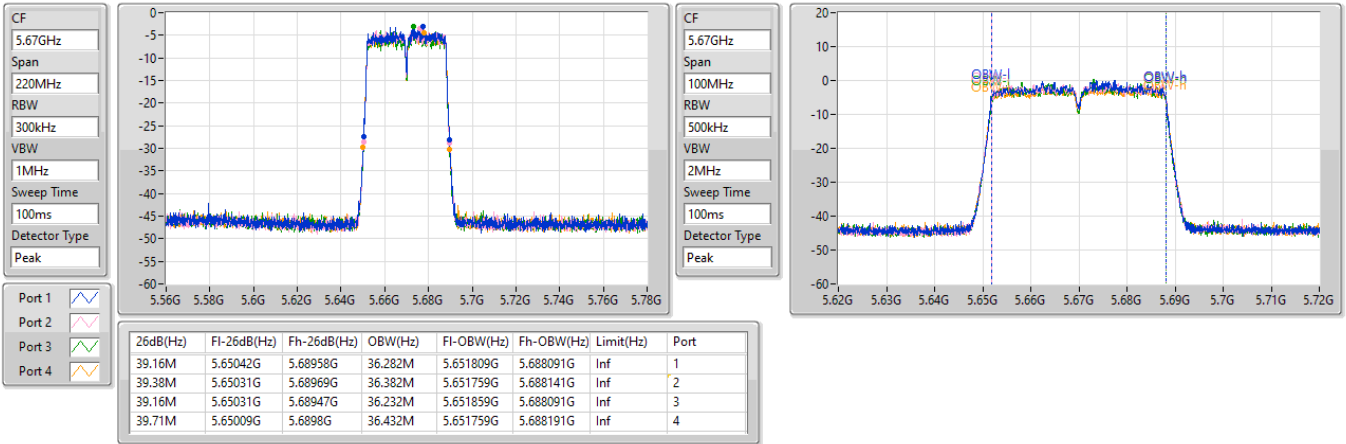 CF
5.67GHz
Span
220MHz
RBW
300kHz
VBW
1MHz
Sweep Time
100ms
Detector Type
Peak
Port 1
Port 2
Port 3
Port 4
0-
-5-
-10-
-15-
-20-
-25-
-30-
-35-
-40-
-45-
-50-
-55-
-60-
5.56G 5.58G 5.6G 5.62G 5.64G 5.66G 5.68G 5.7G 5.72G 5.74G 5.76G 5.78G
CF
5.67GHz
Span
100MHz
RBW
500kHz
VBW
2MHz
Sweep Time
100ms
Detector Type
Peak
20-
10-
0-
-10-
-20-
-30-
-40-
-50-
-60-
OBW-l OBW-h
5.62G 5.63G 5.64G 5.65G 5.66G 5.67G 5.68G 5.69G 5.7G 5.71G 5.72G
26dB(Hz) Fl-26dB(Hz) Fh-26dB(Hz) OBW(Hz) Fl-OBW(Hz) Fh-OBW(Hz) Limit(Hz) Port
39.16M 5.65042G 5.68958G 36.282M 5.651809G 5.688091G Inf 1
39.38M 5.65031G 5.68969G 36.382M 5.651759G 5.688141G Inf 2
39.16M 5.65031G 5.68947G 36.232M 5.651859G 5.688091G Inf 3
39.71M 5.65009G 5.6898G 36.432M 5.651759G 5.688191G Inf 4